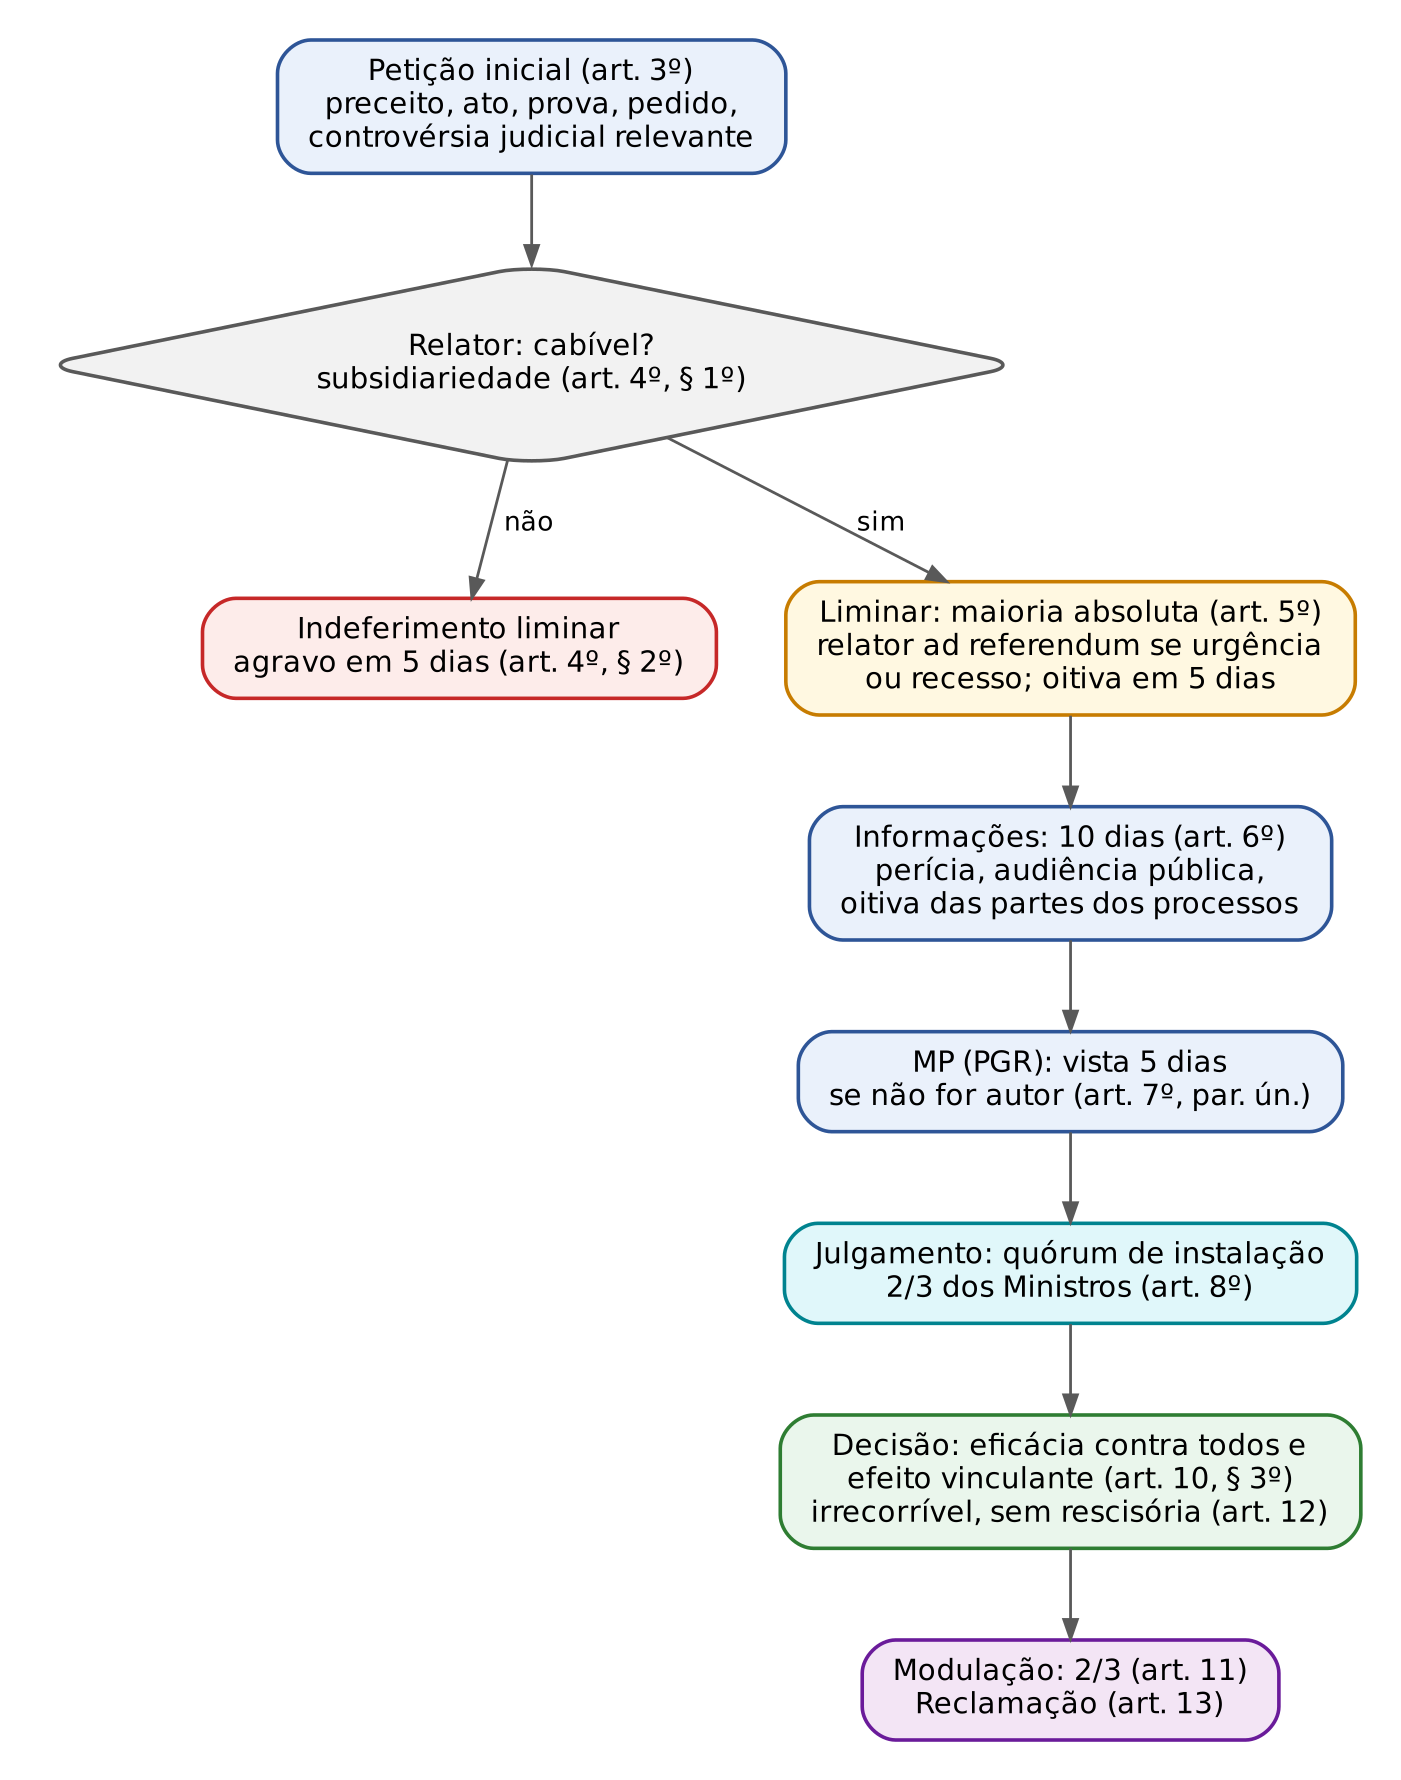 Petição inicial (art. 3º)
preceito, ato, prova, pedido,
controvérsia judicial relevante
Relator: cabível?
subsidiariedade (art. 4º, § 1º)
não
sim
Indeferimento liminar
agravo em 5 dias (art. 4º, § 2º)
Liminar: maioria absoluta (art. 5º)
relator ad referendum se urgência
ou recesso; oitiva em 5 dias
Informações: 10 dias (art. 6º)
perícia, audiência pública,
oitiva das partes dos processos
MP (PGR): vista 5 dias
se não for autor (art. 7º, par. ún.)
Julgamento: quórum de instalação
2/3 dos Ministros (art. 8º)
Decisão: eficácia contra todos e
efeito vinculante (art. 10, § 3º)
irrecorrível, sem rescisória (art. 12)
Modulação: 2/3 (art. 11)
Reclamação (art. 13)